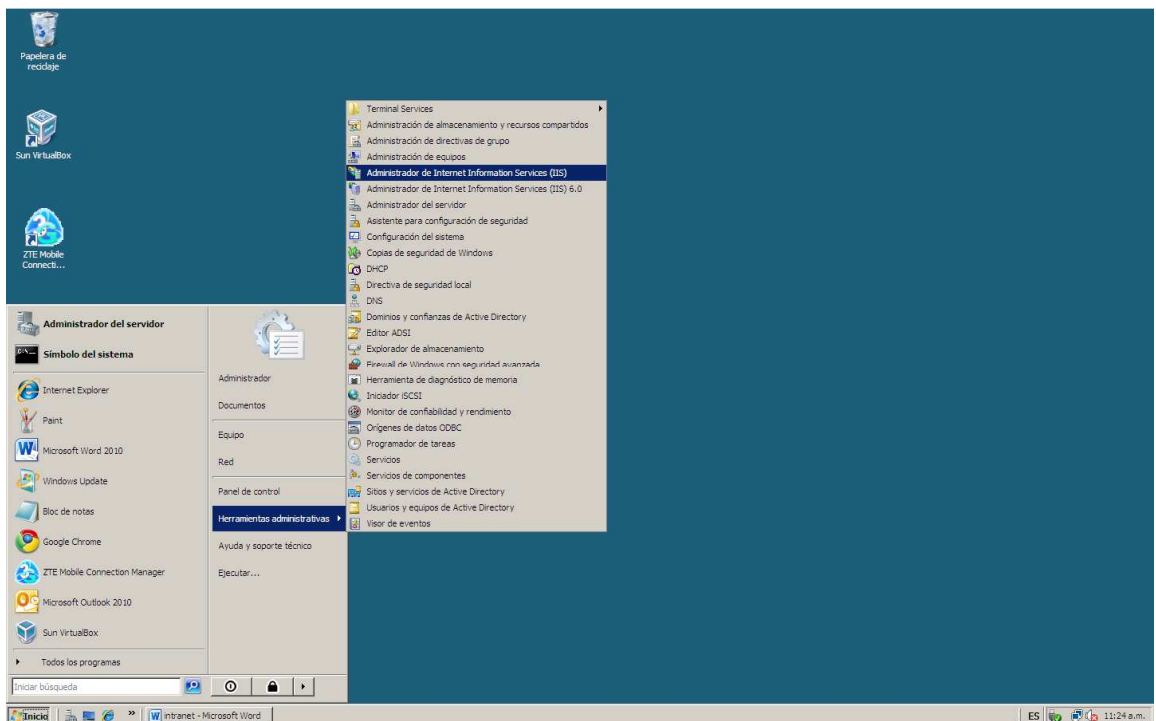 Papelera de
reciclaje
Sun VirtualBox
ZTE Mobile
Connecti...
Terminal Services
Administración de almacenamiento y recursos compartidos
Administración de directivas de grupo
Administración de equipos
Administrador de Internet Information Services (IIS)
Administrador de Internet Information Services (IIS) 6.0
Administrador del servidor
Asistente para configuración de seguridad
Configuración del sistema
Copias de seguridad de Windows
DHCP
Directiva de seguridad local
DNS
Dominios y confianzas de Active Directory
Editor ADSI
Explorador de almacenamiento
Firewall de Windows con seguridad avanzada
Herramienta de diagnóstico de memoria
Iniciador iSCSI
Monitor de confiabilidad y rendimiento
Orígenes de datos ODBC
Programador de tareas
Servicios
Servicios de componentes
Sitios y servicios de Active Directory
Usuarios y equipos de Active Directory
Visor de eventos
Administrador del servidor
Símbolo del sistema
Internet Explorer
Paint
Microsoft Word 2010
Windows Update
Bloc de notas
Google Chrome
ZTE Mobile Connection Manager
Microsoft Outlook 2010
Sun VirtualBox
Todos los programas
Iniciar búsqueda
Administrador
Documentos
Equipo
Red
Panel de control
Herramientas administrativas
Ayuda y soporte técnico
Ejecutar...
Inicio
intranet - Microsoft Word
ES
11:24 a.m.